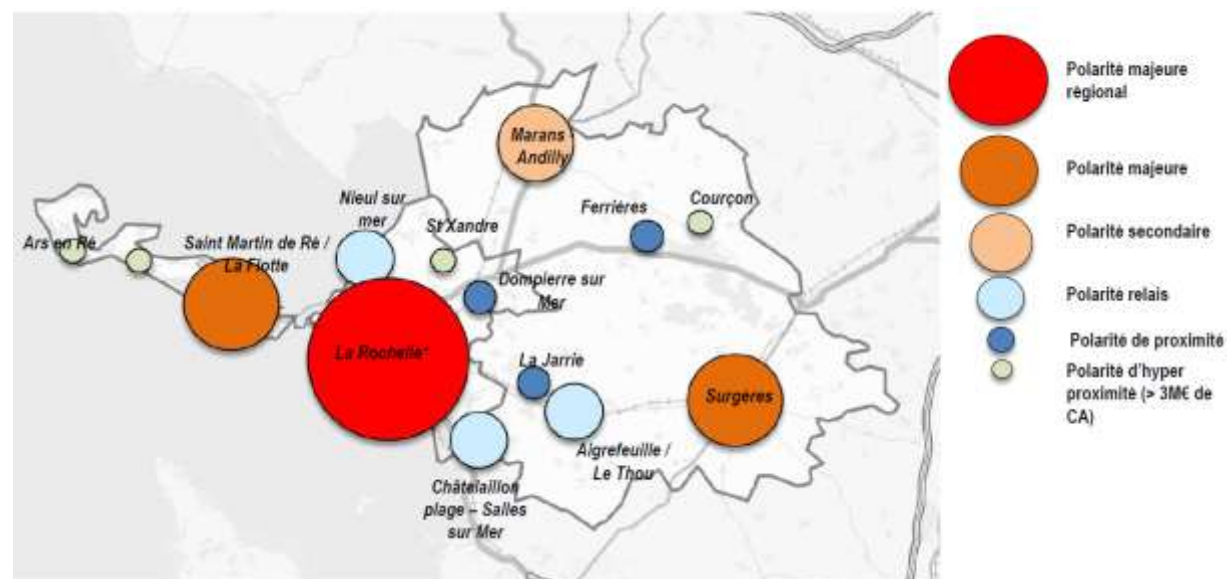 Marans
Andilly
Nieul sur
mer
Ferrières
Courçon
St Xandre
Ars en Ré
Saint Martin de Ré /
La Flotte
Dompierre sur
Mer
La Rochelle*
La Jarrie
Surgères
Aigrefeuille /
Le Thou
Châtelaillon
plage – Salles
sur Mer
Polarité majeure
régional
Polarité majeure
Polarité secondaire
Polarité relais
Polarité de proximité
Polarité d'hyper
proximité (> 3M€ de
CA)